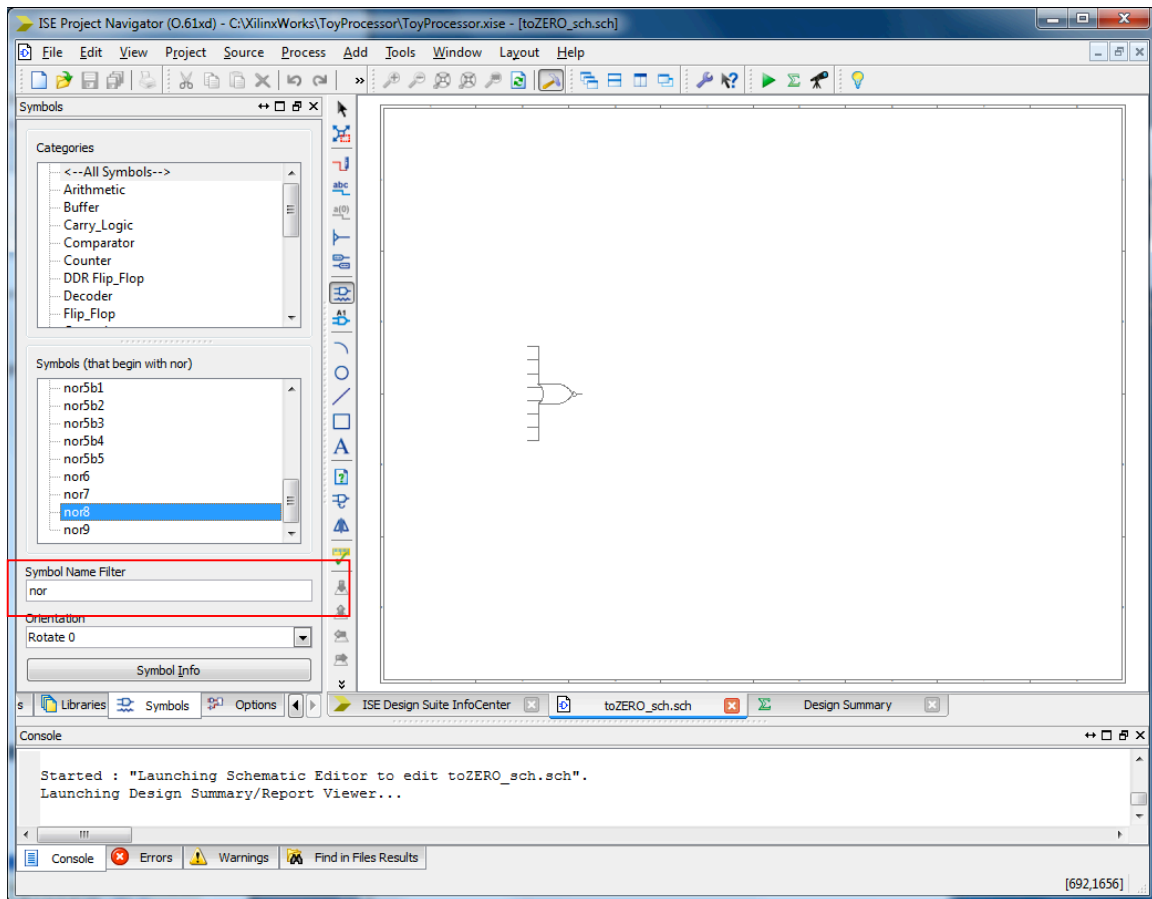 ISE Project Navigator (O.61xd) - C:\XilinxWorks\ToyProcessor\ToyProcessor.xise - [toZERO_sch.sch]
File Edit View Project Source Process Add Tools Window Layout Help
Symbols
Categories
<--All Symbols-->
Arithmetic
Buffer
Carry_Logic
Comparator
Counter
DDR Flip_Flop
Decoder
Flip_Flop
Symbols (that begin with nor)
nor5b1
nor5b2
nor5b3
nor5b4
nor5b5
nor6
nor7
nor8
nor9
Symbol Name Filter
nor
Orientation
Rotate 0
Symbol Info
s Libraries Symbols Options
ISE Design Suite InfoCenter toZERO_sch.sch Design Summary
Console
Started : "Launching Schematic Editor to edit toZERO_sch.sch".
Launching Design Summary/Report Viewer...
Console Errors Warnings Find in Files Results
[692,1656]